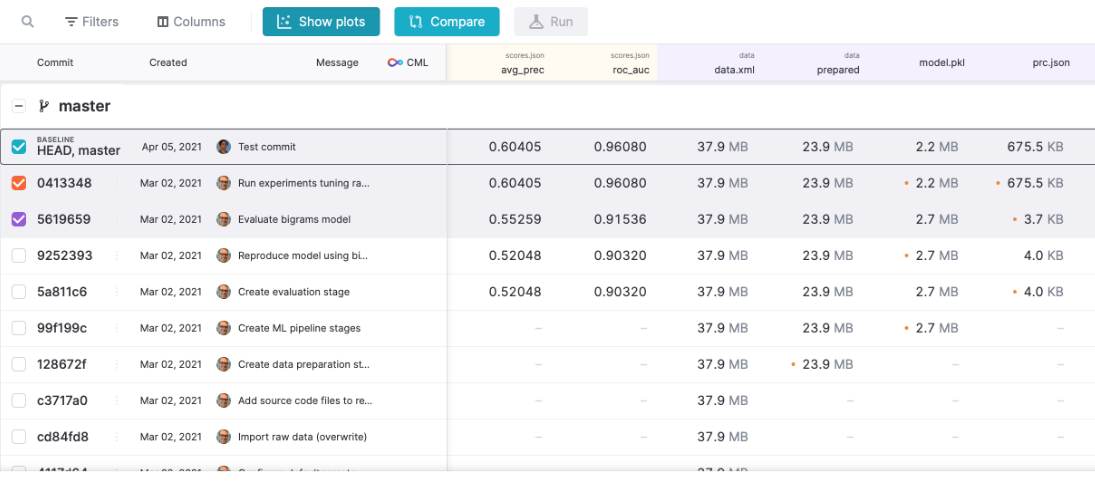 Filters Columns Show plots Compare Run
scores.json scores.json data data
Commit Created Message CML avg_prec roc_auc data.xml prepared model.pkl prc.json
master
BASELINE
HEAD, master Apr 05, 2021 Test commit 0.60405 0.96080 37.9 MB 23.9 MB 2.2 MB 675.5 KB
0413348 Mar 02, 2021 Run experiments tuning ra... 0.60405 0.96080 37.9 MB 23.9 MB 2.2 MB 675.5 KB
5619659 Mar 02, 2021 Evaluate bigrams model 0.55259 0.91536 37.9 MB 23.9 MB 2.7 MB 3.7 KB
9252393 Mar 02, 2021 Reproduce model using bi... 0.52048 0.90320 37.9 MB 23.9 MB 2.7 MB 4.0 KB
5a811c6 Mar 02, 2021 Create evaluation stage 0.52048 0.90320 37.9 MB 23.9 MB 2.7 MB 4.0 KB
99f199c Mar 02, 2021 Create ML pipeline stages – – 37.9 MB 23.9 MB 2.7 MB –
128672f Mar 02, 2021 Create data preparation st... – – 37.9 MB 23.9 MB – –
c3717a0 Mar 02, 2021 Add source code files to re... – – 37.9 MB – – –
cd84fd8 Mar 02, 2021 Import raw data (overwrite) – – 37.9 MB – – –